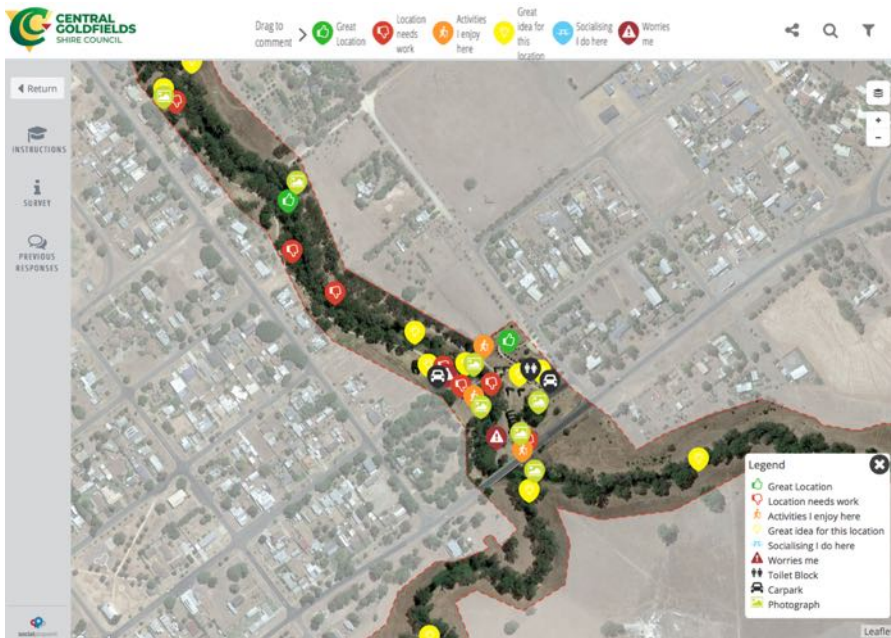 CENTRAL
GOLDFIELDS
SHIRE COUNCIL
Drag to
comment
Great
Location
Location
needs
work
Activities
I enjoy
here
Great
idea for
this
location
Socialising
I do here
Worries
me
Return
INSTRUCTIONS
SURVEY
PREVIOUS
RESPONSES
+
-
Legend
Great Location
Location needs work
Activities I enjoy here
Great idea for this location
Socialising I do here
Worries me
Toilet Block
Carpark
Photograph
Leafle